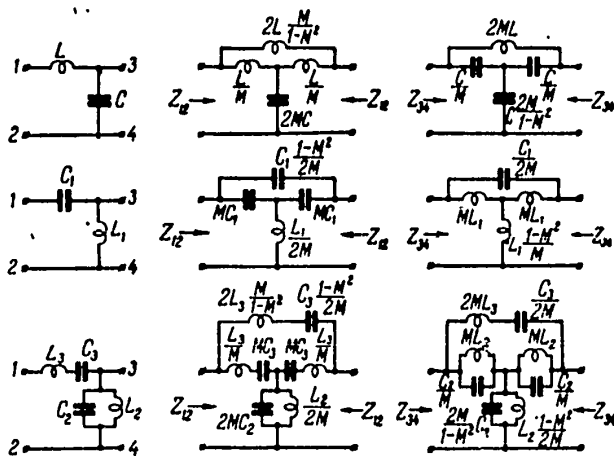 L
1
3
C
2
4
2L M/(1-M²)
L/M L/M
Z₁₂ Z₁₂
2MC
2ML
C/M C/M
Z₃₄ Z₃₄
C 2M/(1-M²)
C₁
1
3
L₁
2
4
C₁ (1-M²)/(2M)
MC₁ MC₁
Z₁₂ Z₁₂
L₁/(2M)
C₁/(2M)
ML₁ ML₁
Z₃₄ Z₃₄
L₁ (1-M²)/M
L₃ C₃
1
3
C₂ L₂
2
4
2L₃ M/(1-M²) C₃ (1-M²)/(2M)
L₃/M MC₃ MC₃ L₃/M
Z₁₂ Z₁₂
2MC₂ L₂/(2M)
2ML₃ C₃/(2M)
ML₂ ML₂
C₂/M C₂/M
Z₃₄ Z₃₄
2M/(1-M²) L₂ (1-M²)/(2M)